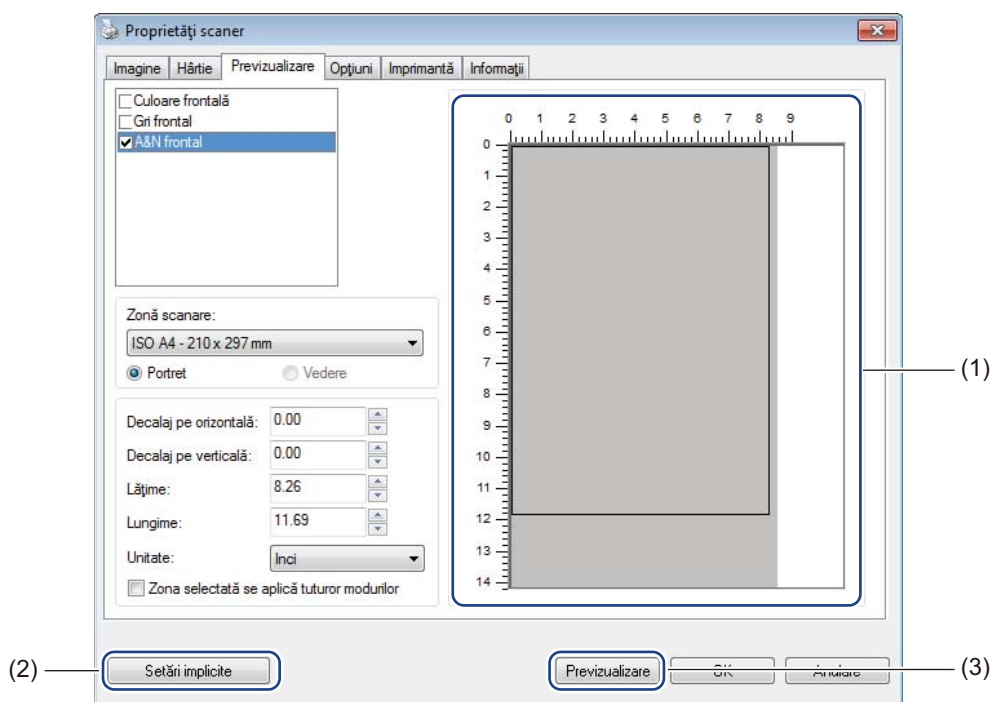 Proprietăţi scaner
Imagine Hârtie Previzualizare Opţiuni Imprimantă Informaţii
Culoare frontală
Gri frontal
A&N frontal
0 1 2 3 4 5 6 7 8 9
0
1
2
3
4
5
6
7
8
9
10
11
12
13
14
(1)
Zonă scanare:
ISO A4 - 210 x 297 mm
Portret Vedere
Decalaj pe orizontală: 0.00
Decalaj pe verticală: 0.00
Lăţime: 8.26
Lungime: 11.69
Unitate: Inci
Zona selectată se aplică tuturor modurilor
(2) Setări implicite Previzualizare OK Anulare (3)